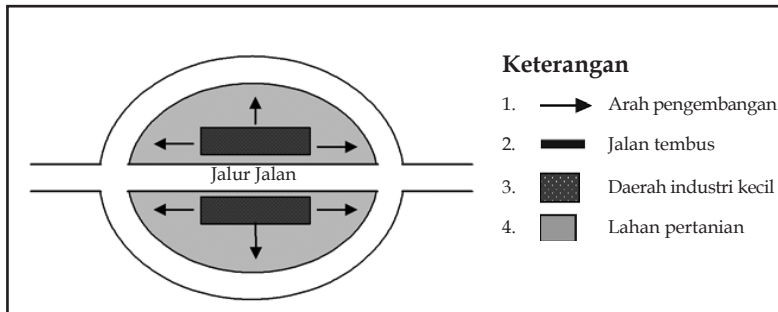 Jalur Jalan
Keterangan
1. Arah pengembangan
2. Jalan tembus
3. Daerah industri kecil
4. Lahan pertanian